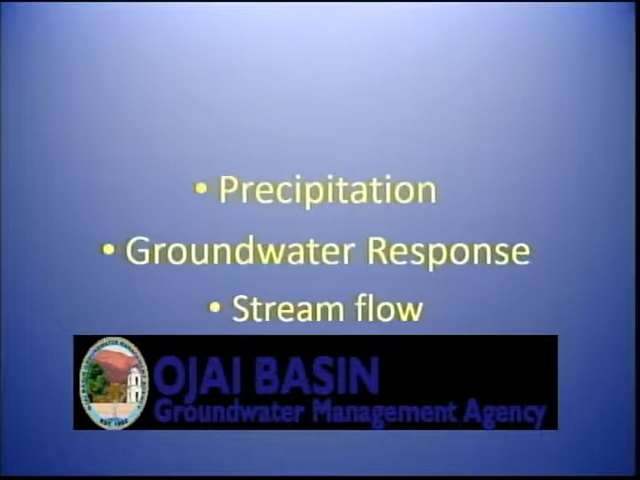 • Precipitation
• Groundwater Response
• Stream flow
OJAI BASIN
Groundwater Management Agency